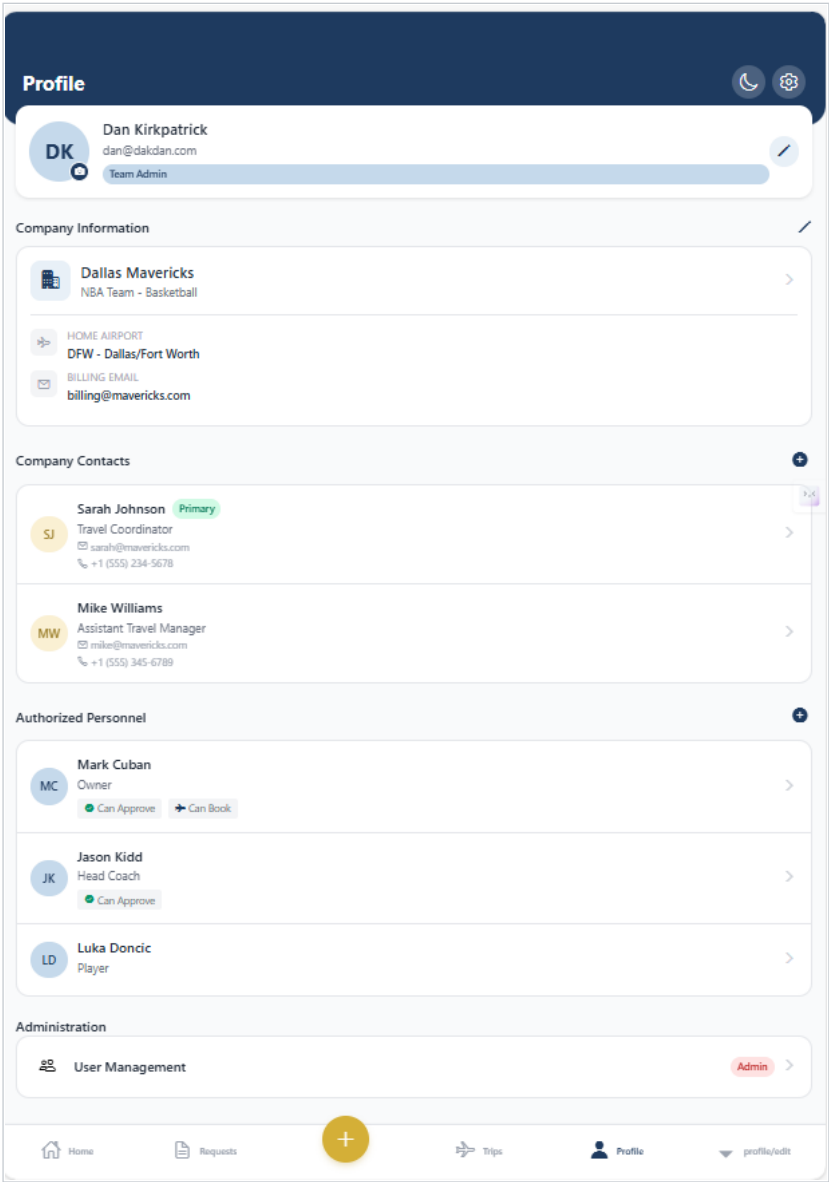 Profile
DK
Dan Kirkpatrick
dan@dakdan.com
Team Admin
Company Information
Dallas Mavericks
NBA Team - Basketball
HOME AIRPORT
DFW - Dallas/Fort Worth
BILLING EMAIL
billing@mavericks.com
Company Contacts
SJ
Sarah Johnson Primary
Travel Coordinator
sarah@mavericks.com
+1 (555) 234-5678
MW
Mike Williams
Assistant Travel Manager
mike@mavericks.com
+1 (555) 345-6789
Authorized Personnel
MC
Mark Cuban
Owner
Can Approve Can Book
JK
Jason Kidd
Head Coach
Can Approve
LD
Luka Doncic
Player
Administration
User Management Admin
Home Requests + Trips Profile profile/edit